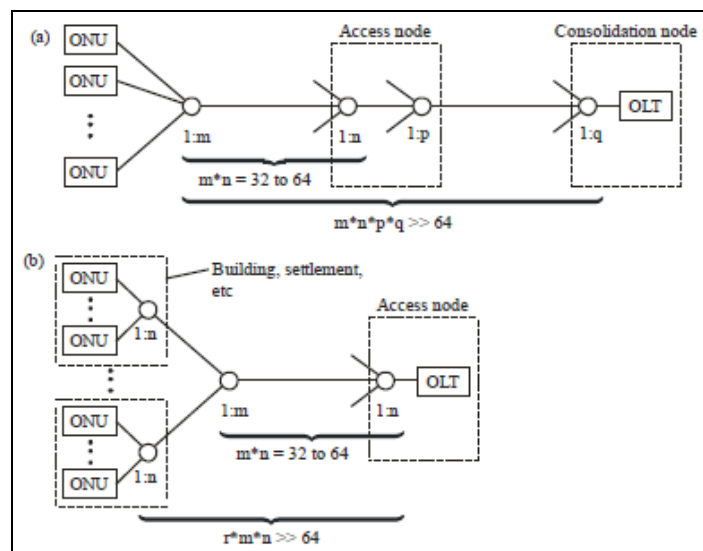 (a)
ONU
ONU
ONU
Access node
Consolidation node
OLT
1:m
1:n
1:p
1:q
m*n = 32 to 64
m*n*p*q >> 64
(b)
ONU
ONU
1:n
Building, settlement,
etc
Access node
OLT
1:m
1:n
m*n = 32 to 64
ONU
ONU
1:n
r*m*n >> 64